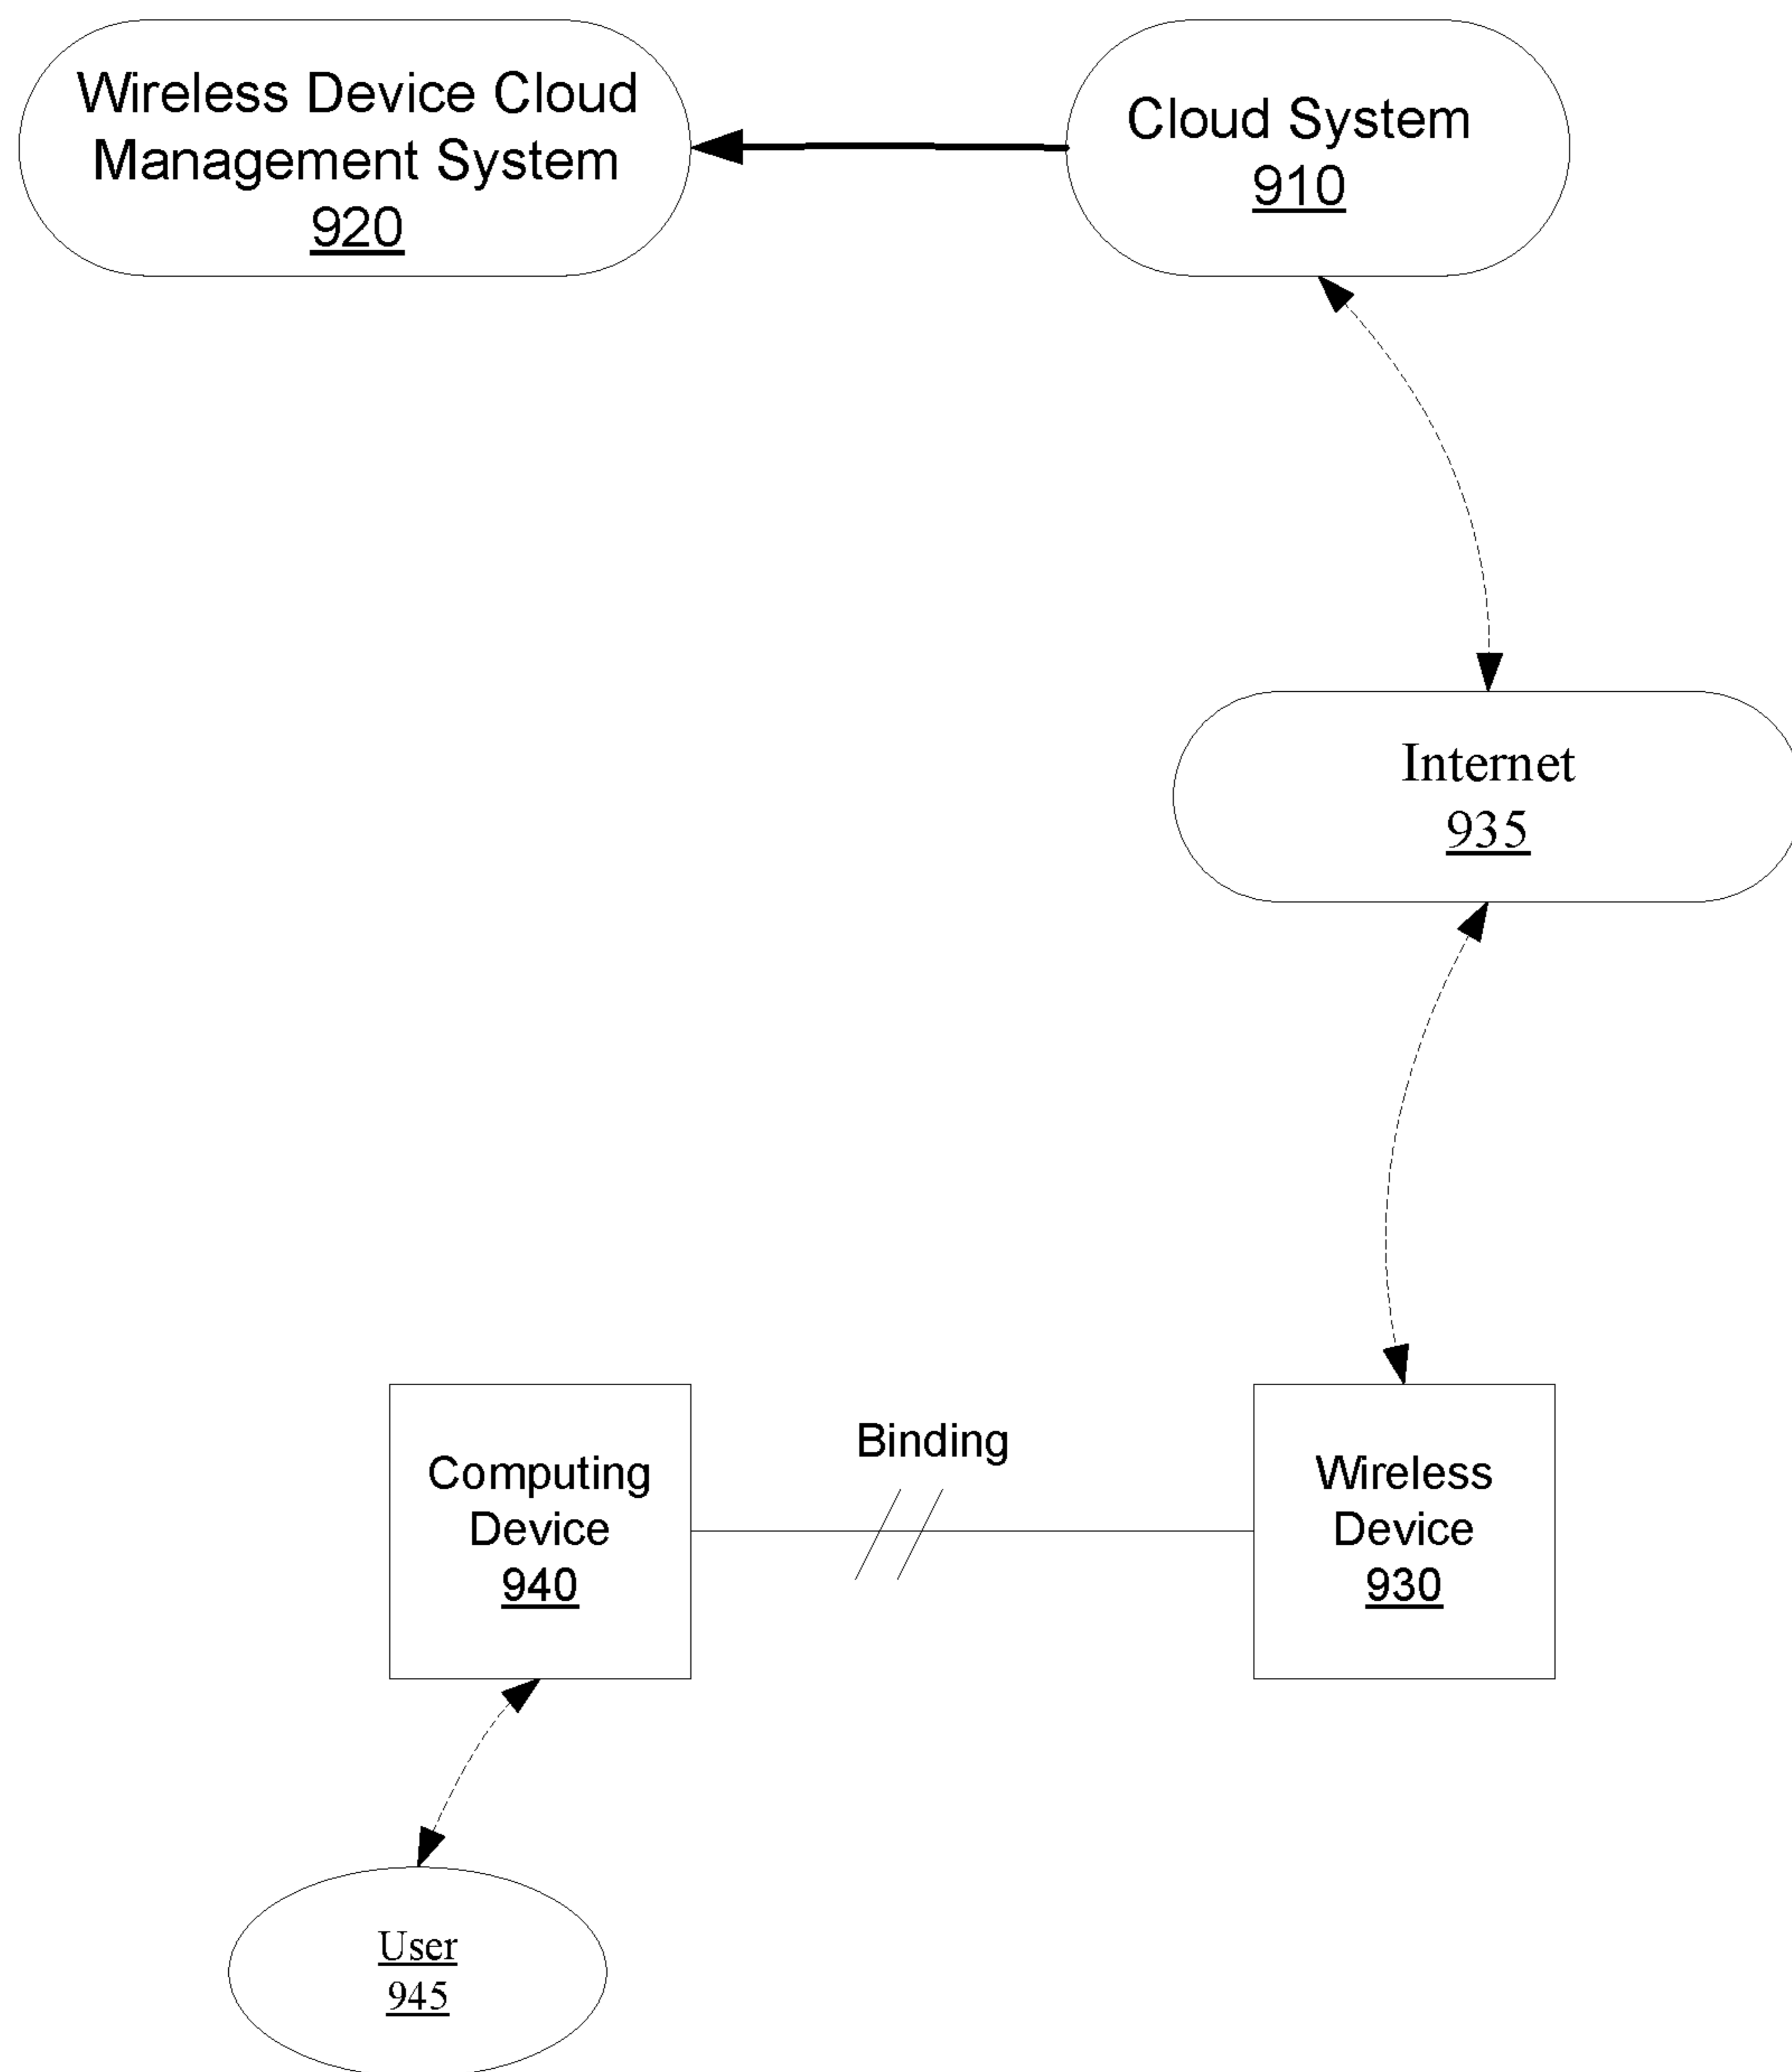 Wireless Device Cloud
Management System
920
Cloud System
910
Internet
935
Binding
Computing
Device
940
Wireless
Device
930
User
945